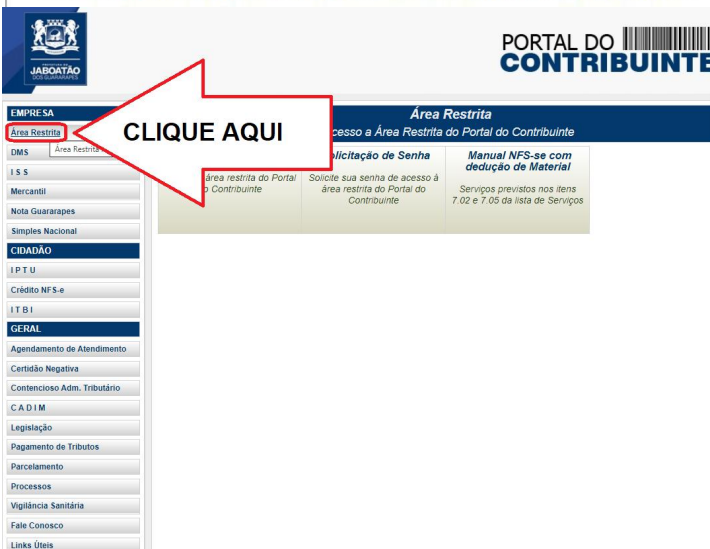 PREFEITURA DO
JABOATÃO
DOS GUARARAPES
PORTAL DO
CONTRIBUINTE
EMPRESA
Área Restrita
DMS
Área Restrita
I S S
Mercantil
Nota Guararapes
Simples Nacional
CIDADÃO
I P T U
Crédito NFS-e
I T B I
GERAL
Agendamento de Atendimento
Certidão Negativa
Contencioso Adm. Tributário
C A D I M
Legislação
Pagamento de Tributos
Parcelamento
Processos
Vigilância Sanitária
Fale Conosco
Links Úteis
CLIQUE AQUI
Área Restrita
cesso a Área Restrita do Portal do Contribuinte
área restrita do Portal
o Contribuinte
olicitação de Senha
Solicite sua senha de acesso à
área restrita do Portal do
Contribuinte
Manual NFS-se com
dedução de Material
Serviços previstos nos itens
7.02 e 7.05 da lista de Serviços